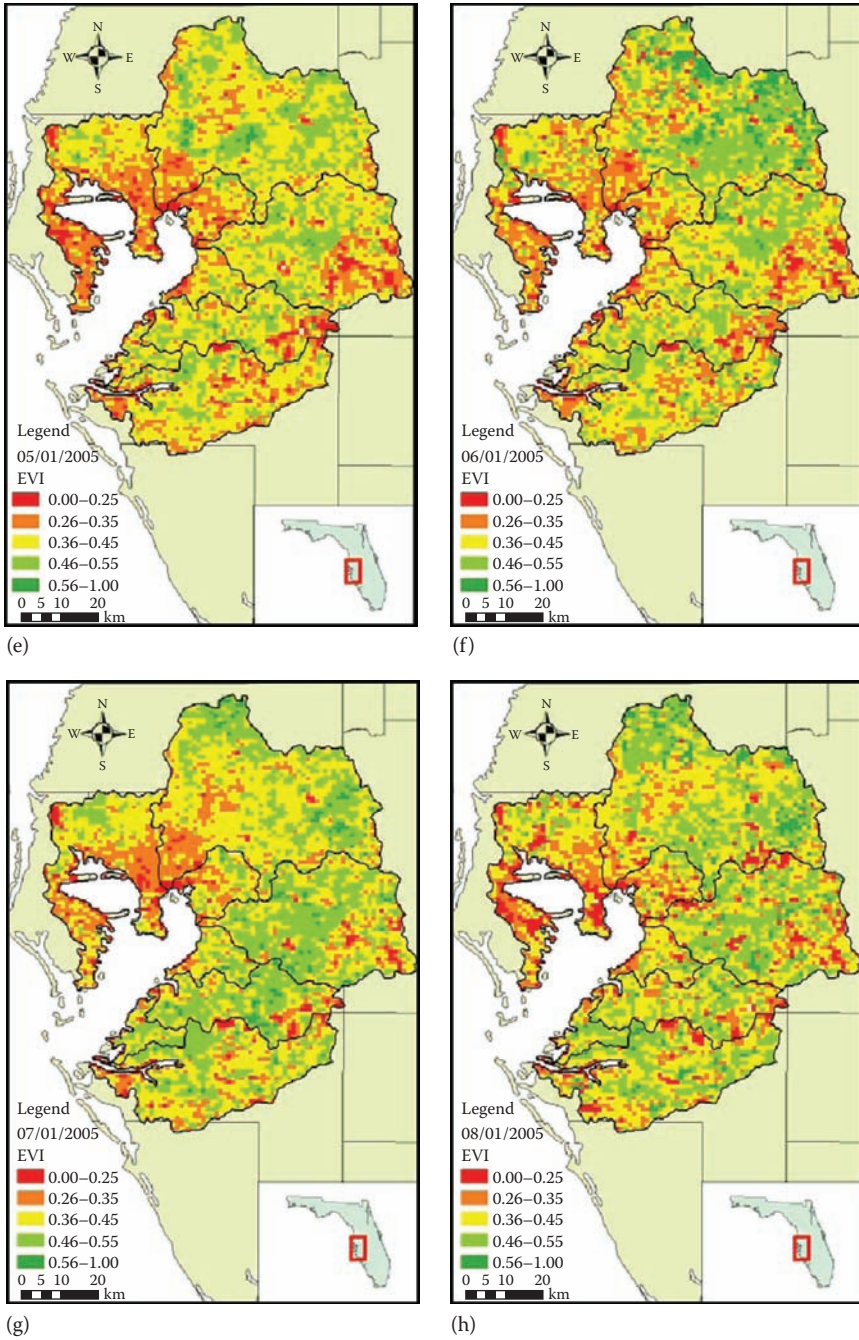 N
W E
S
Legend
05/01/2005
EVI
0.00–0.25
0.26–0.35
0.36–0.45
0.46–0.55
0.56–1.00
0 5 10 20
km
(e)
N
W E
S
Legend
06/01/2005
EVI
0.00–0.25
0.26–0.35
0.36–0.45
0.46–0.55
0.56–1.00
0 5 10 20
km
(f)
N
W E
S
Legend
07/01/2005
EVI
0.00–0.25
0.26–0.35
0.36–0.45
0.46–0.55
0.56–1.00
0 5 10 20
km
(g)
N
W E
S
Legend
08/01/2005
EVI
0.00–0.25
0.26–0.35
0.36–0.45
0.46–0.55
0.56–1.00
0 5 10 20
km
(h)